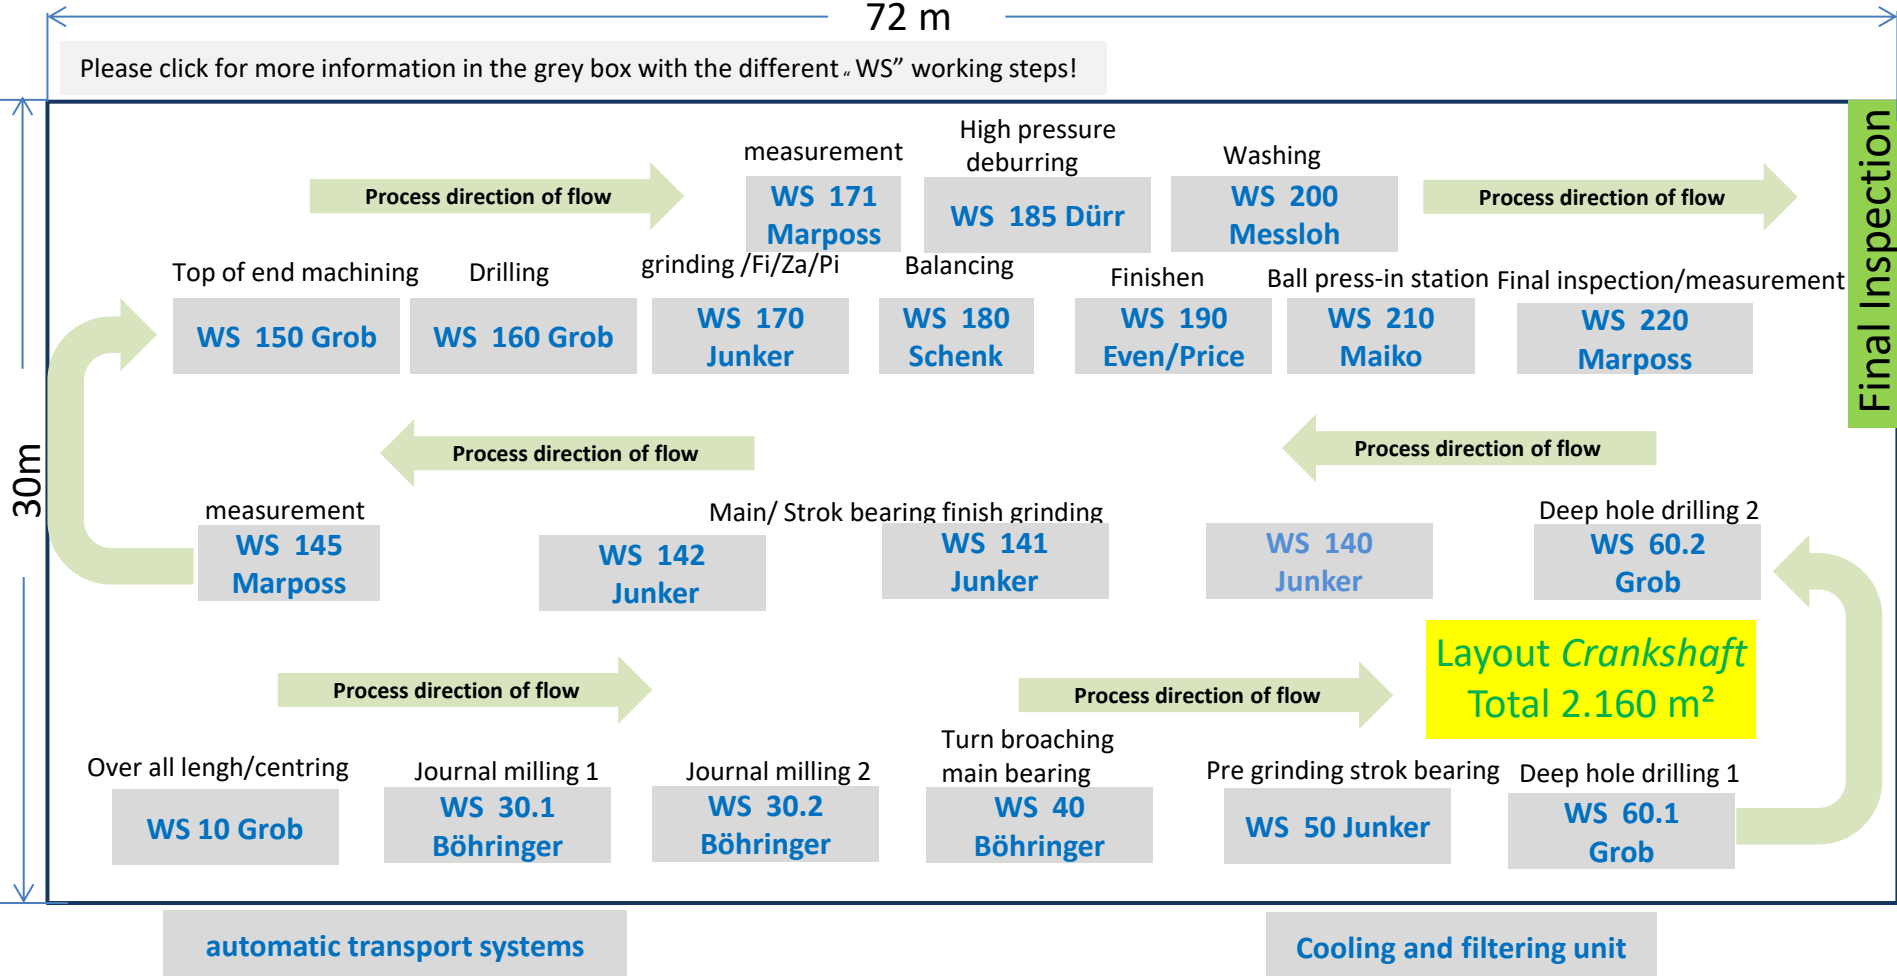 72 m
Please click for more information in the grey box with the different „ WS” working steps!
30m
Final Inspection
Process direction of flow
measurement
WS 171
Marposs
High pressure
deburring
WS 185 Dürr
Washing
WS 200
Messloh
Process direction of flow
Top of end machining
WS 150 Grob
Drilling
WS 160 Grob
grinding /Fi/Za/Pi
WS 170
Junker
Balancing
WS 180
Schenk
Finishen
WS 190
Even/Price
Ball press-in station
WS 210
Maiko
Final inspection/measurement
WS 220
Marposs
Process direction of flow
Process direction of flow
measurement
WS 145
Marposs
WS 142
Junker
Main/ Strok bearing finish grinding
WS 141
Junker
WS 140
Junker
Deep hole drilling 2
WS 60.2
Grob
Process direction of flow
Process direction of flow
Layout Crankshaft
Total 2.160 m²
Over all lengh/centring
WS 10 Grob
Journal milling 1
WS 30.1
Böhringer
Journal milling 2
WS 30.2
Böhringer
Turn broaching
main bearing
WS 40
Böhringer
Pre grinding strok bearing
WS 50 Junker
Deep hole drilling 1
WS 60.1
Grob
automatic transport systems
Cooling and filtering unit